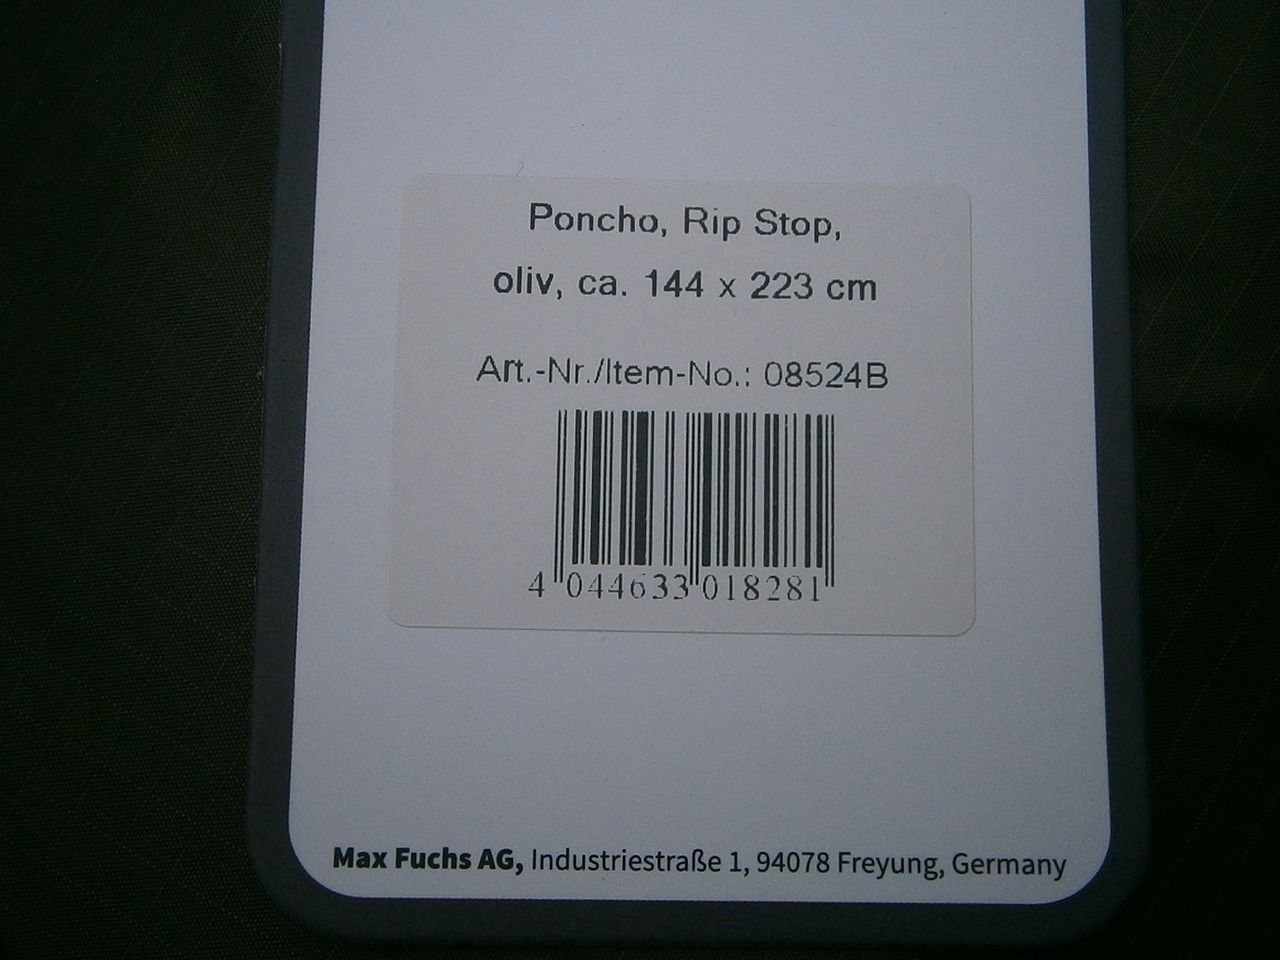 Poncho, Rip Stop,
oliv, ca. 144 x 223 cm
Art.-Nr./Item-No.: 08524B
4 044633 018281
Max Fuchs AG, Industriestraße 1, 94078 Freyung, Germany